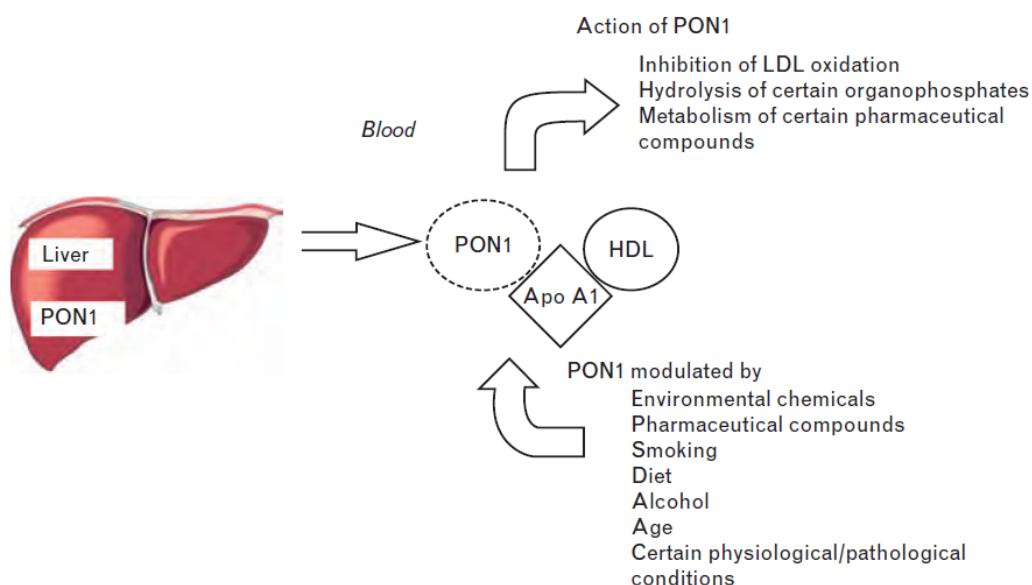 Action of PON1
Inhibition of LDL oxidation
Hydrolysis of certain organophosphates
Metabolism of certain pharmaceutical
compounds
Blood
Liver
PON1
PON1
HDL
Apo A1
PON1 modulated by
Environmental chemicals
Pharmaceutical compounds
Smoking
Diet
Alcohol
Age
Certain physiological/pathological
conditions